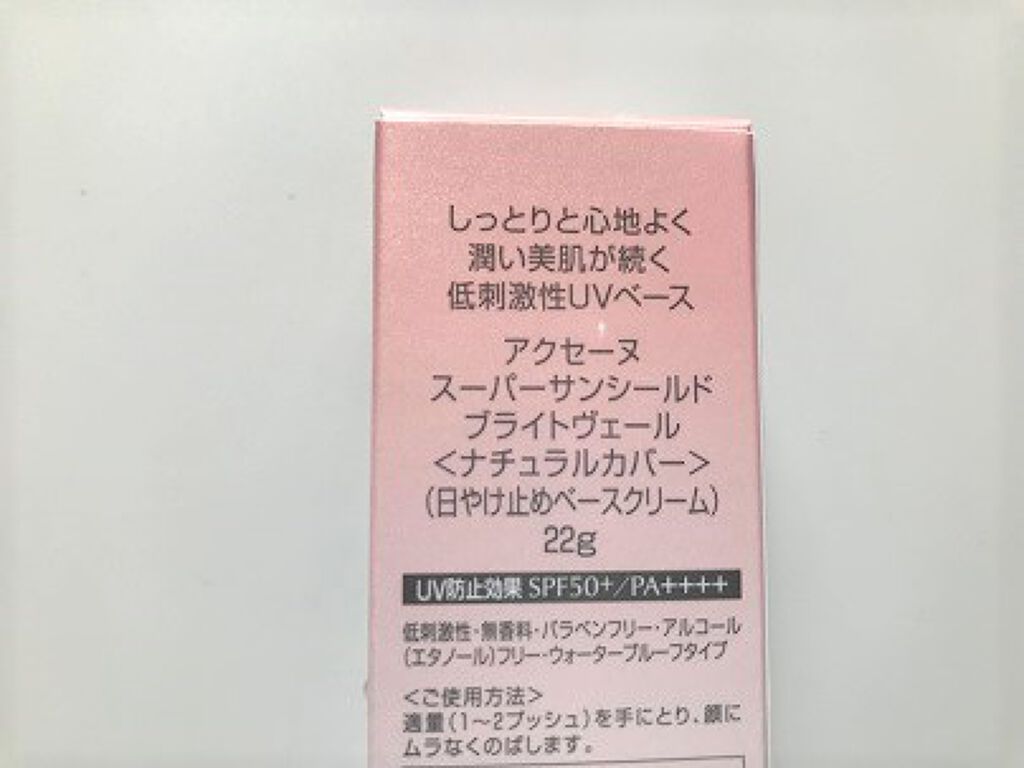 しっとりと心地よく
潤い美肌が続く
低刺激性UVベース
アクセーヌ
スーパーサンシールド
ブライトヴェール
<ナチュラルカバー>
(日やけ止めベースクリーム)
22g
UV防止効果 SPF50+/PA++++
低刺激性・無香料・パラベンフリー・アルコール
(エタノール)フリー・ウォータープルーフタイプ
<ご使用方法>
適量(1〜2プッシュ)を手にとり、顔に
ムラなくのばします。